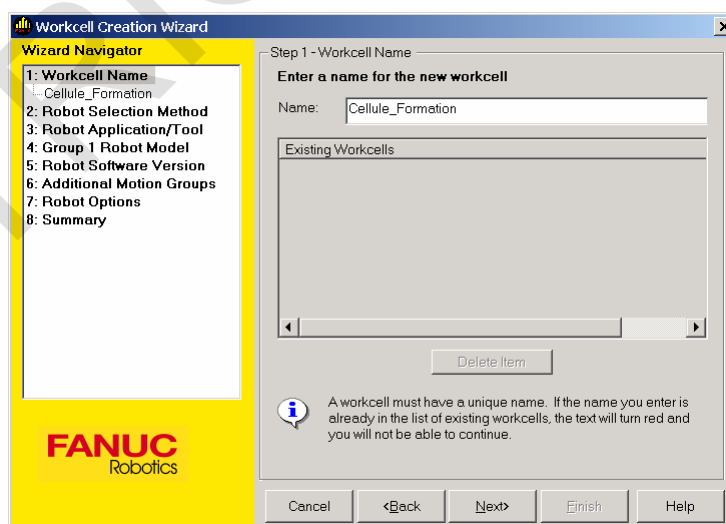 Workcell Creation Wizard
Wizard Navigator
1: Workcell Name
Cellule_Formation
2: Robot Selection Method
3: Robot Application/Tool
4: Group 1 Robot Model
5: Robot Software Version
6: Additional Motion Groups
7: Robot Options
8: Summary
FANUC
Robotics
Step 1 - Workcell Name
Enter a name for the new workcell
Name: Cellule_Formation
Existing Workcells
Delete Item
A workcell must have a unique name. If the name you enter is
already in the list of existing workcells, the text will turn red and
you will not be able to continue.
Cancel <Back Next> Finish Help